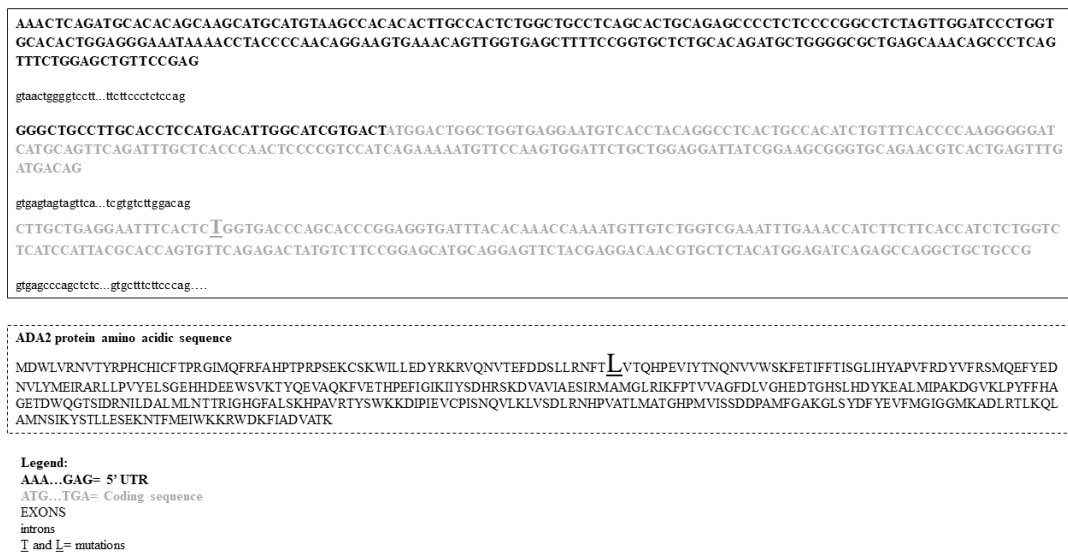 AAACTCAGATGCACACAGCAAGCATGCATGTAAGCCACACACTTGCCACTCTGGCTGCCTCAGCACTGCAGAGCCCCTCTCCCCGGCCTCTAGTTGGATCCCTGGT
GCACACTGGAGGGAAATAAAACCTACCCCAACAGGAAGTGAAACAGTTGGTGAGCTTTTCCGGTGCTCTGCACAGATGCTGGGGCGCTGAGCAAACAGCCCTCAG
TTTCTGGAGCTGTTCCGAG
gtaactggggtcctt...ttcttccctctccag
GGGCTGCCTTGCACCTCCATGACATTGGCATCGTGACTATGGACTGGCTGGTGAGGAATGTCACCTACAGGCCTCACTGCCACATCTGTTTCACCCCAAGGGGGAT
CATGCAGTTCAGATTTGCTCACCCAACTCCCCGTCCATCAGAAAAATGTTCCAAGTGGATTCTGCTGGAGGATTATCGGAAGCGGGTGCAGAACGTCACTGAGTTTG
ATGACAG
gtgagtagtagttca...tcgtgtcttggacag
CTTGCTGAGGAATTTCACTCTGGTGACCCAGCACCCGGAGGTGATTTACACAAACCAAAATGTTGTCTGGTCGAAATTTGAAACCATCTTCTTCACCATCTCTGGTC
TCATCCATTACGCACCAGTGTTCAGAGACTATGTCTTCCGGAGCATGCAGGAGTTCTACGAGGACAACGTGCTCTACATGGAGATCAGAGCCAGGCTGCTGCCG
gtgagcccagctctc...gtgctttcttcccag....
ADA2 protein amino acidic sequence
MDWLVRNVTYRPHCHICFTPRGIMQFRFAHPTPRPSEKCSKWILLEDYRKRVQNVTEFDDSLLRNFTLVTQHPEVIYTNQNVVWSKFETIFFTISGLIHYAPVFRDYVFRSMQEFYED
NVLYMEIRARLLPVYELSGEHHDEEWSVKTYQEVAQKFVETHPEFIGIKIIYSDHRSKDVAVIAESIRMAMGLRIKFPTVVAGFDLVGHEDTGHSLHDYKEALMIPAKDGVKLPYFFHA
GETDWQGTSIDRNILDALMLNTTRIGHGFALSKHPAVRTYSWKKDIPIEVCPISNQVLKLVSDLRNHPVATLMATGHPMVISSDDPAMFGAKGLSYDFYEVFMGIGGMKADLRTLKQL
AMNSIKYSTLLESEKNTFMEIWKKRWDKFIADVATK
Legend:
AAA...GAG= 5' UTR
ATG...TGA= Coding sequence
EXONS
introns
T and L= mutations